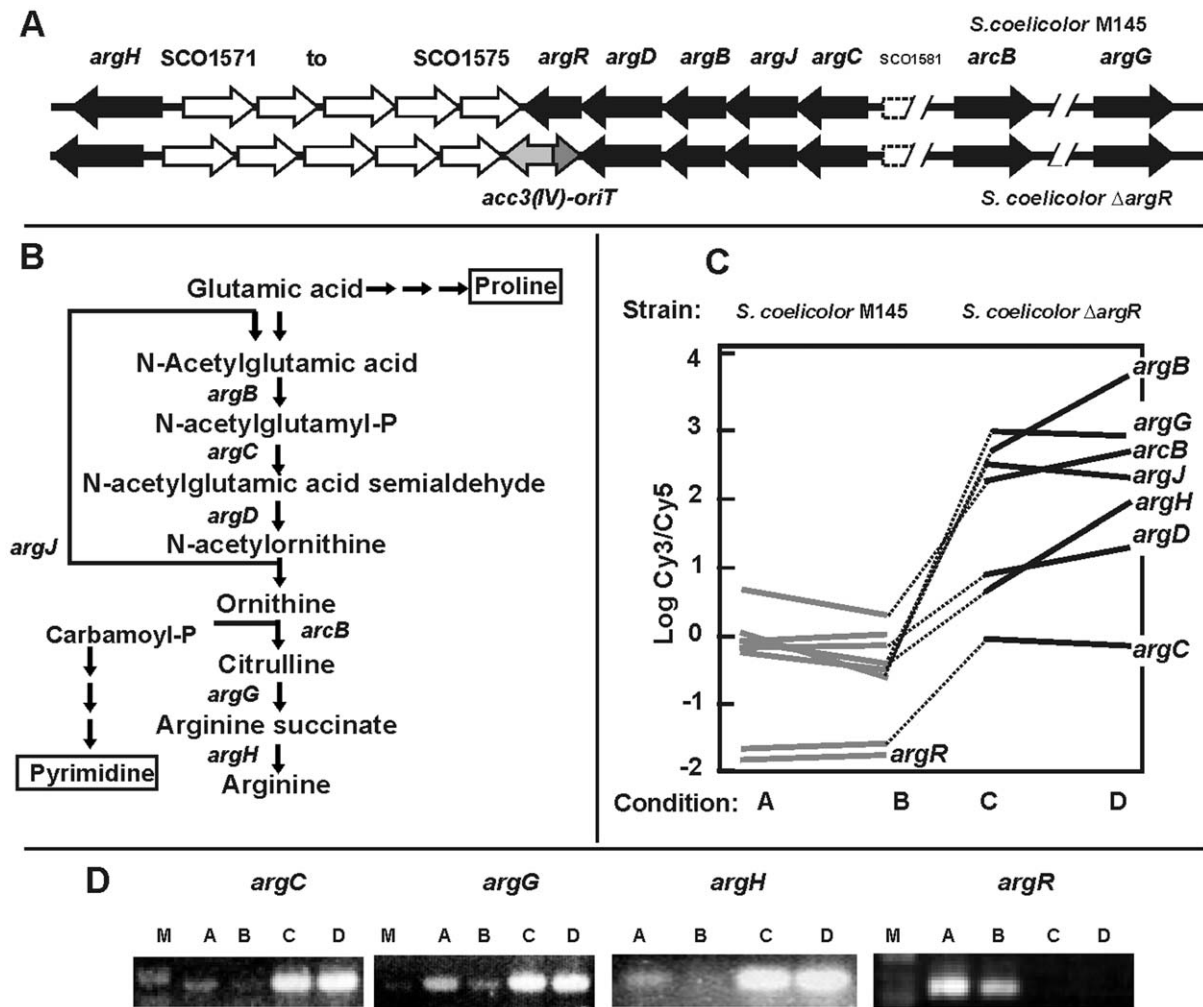 A
S.coelicolor M145
argH SCO1571 to SCO1575 argR argD argB argJ argC SCO1581 arcB argG
acc3(IV)-oriT
S. coelicolor ΔargR
B
Glutamic acid Proline
N-Acetylglutamic acid
argB
N-acetylglutamyl-P
argC
N-acetylglutamic acid semialdehyde
argD
argJ
N-acetylornithine
Ornithine
Carbamoyl-P
arcB
Citrulline
argG
Arginine succinate
argH
Pyrimidine
Arginine
C
Strain: S. coelicolor M145 S. coelicolor ΔargR
Log Cy3/Cy5
4
3
2
1
0
-1
-2
argB
argG
arcB
argJ
argH
argD
argC
argR
Condition: A B C D
D
argC argG argH argR
M A B C D M A B C D A B C D M A B C D